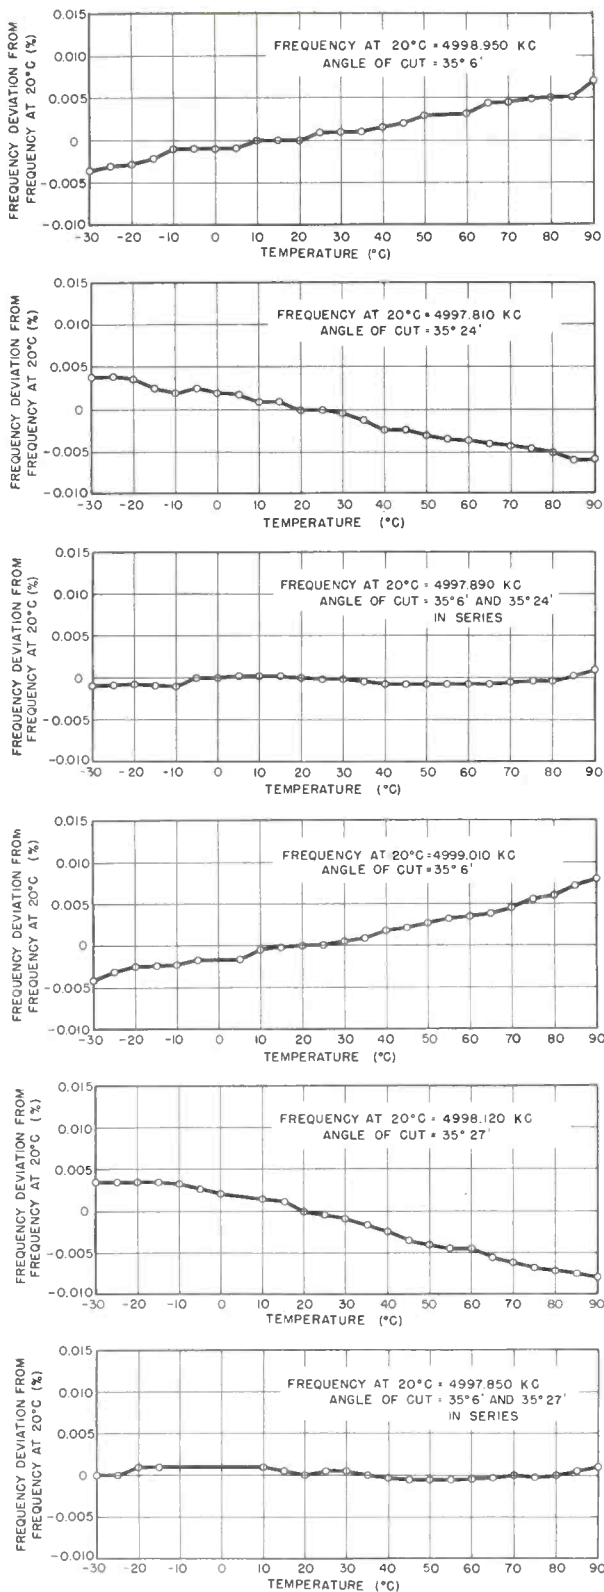 FREQUENCY DEVIATION FROM
FREQUENCY AT 20°C (%)
0.015
0.010
0.005
0
-0.005
-0.010
FREQUENCY AT 20°C = 4998.950 KC
ANGLE OF CUT = 35° 6'
-30 -20 -10 0 10 20 30 40 50 60 70 80 90
TEMPERATURE (°C)
FREQUENCY DEVIATION FROM
FREQUENCY AT 20°C (%)
0.015
0.010
0.005
0
-0.005
-0.010
FREQUENCY AT 20°C = 4997.810 KC
ANGLE OF CUT = 35° 24'
-30 -20 -10 0 10 20 30 40 50 60 70 80 90
TEMPERATURE (°C)
FREQUENCY DEVIATION FROM
FREQUENCY AT 20°C (%)
0.015
0.010
0.005
0
-0.005
-0.010
FREQUENCY AT 20°C = 4997.890 KC
ANGLE OF CUT = 35°6' AND 35°24'
IN SERIES
-30 -20 -10 0 10 20 30 40 50 60 70 80 90
TEMPERATURE (°C)
FREQUENCY DEVIATION FROM
FREQUENCY AT 20°C (%)
0.015
0.010
0.005
0
-0.005
-0.010
FREQUENCY AT 20°C = 4999.010 KC
ANGLE OF CUT = 35° 6'
-30 -20 -10 0 10 20 30 40 50 60 70 80 90
TEMPERATURE (°C)
FREQUENCY DEVIATION FROM
FREQUENCY AT 20°C (%)
0.015
0.010
0.005
0
-0.005
-0.010
FREQUENCY AT 20°C = 4998.120 KC
ANGLE OF CUT = 35° 27'
-30 -20 -10 0 10 20 30 40 50 60 70 80 90
TEMPERATURE (°C)
FREQUENCY DEVIATION FROM
FREQUENCY AT 20°C (%)
0.015
0.010
0.005
0
-0.005
-0.010
FREQUENCY AT 20°C = 4997.850 KC
ANGLE OF CUT = 35°6' AND 35°27'
IN SERIES
-30 -20 -10 0 10 20 30 40 50 60 70 80 90
TEMPERATURE (°C)